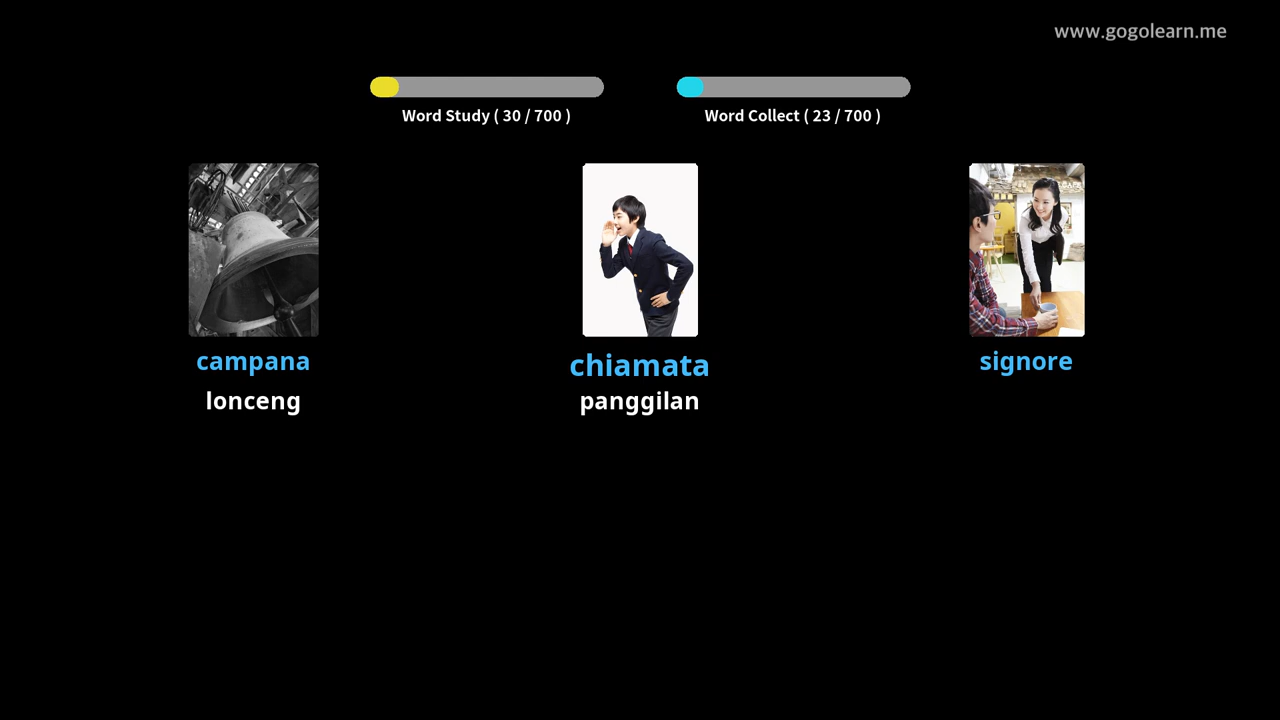 www.gogolearn.me
Word Study ( 30 / 700 )
Word Collect ( 23 / 700 )
campana
lonceng
chiamata
panggilan
signore